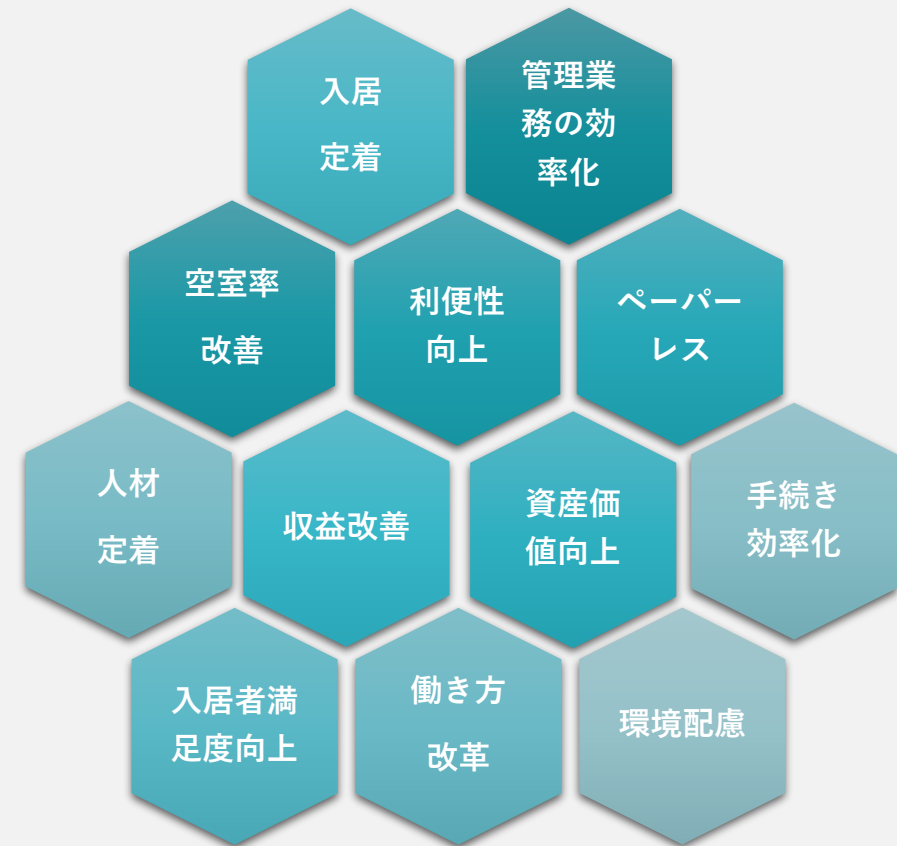 入居
定着
管理業
務の効
率化
空室率
改善
利便性
向上
ペーパー
レス
人材
定着
収益改善
資産価
値向上
手続き
効率化
入居者満
足度向上
働き方
改革
環境配慮